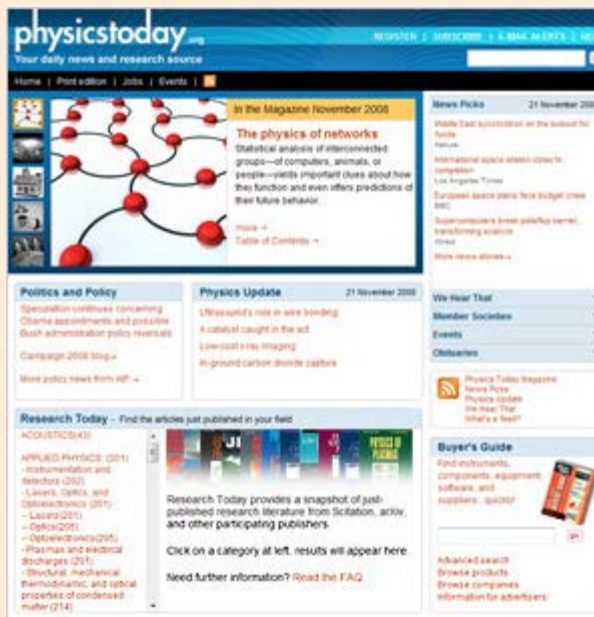 physicstoday.org
Your daily news and research source
REGISTER | SUBSCRIBE | E-MAIL ALERTS |
Home | Print edition | Jobs | Events |
In the Magazine November 2008
The physics of networks
Statistical analysis of interconnected
groups—of computers, animals, or
people—yields important clues about how
they function and even offers predictions of
their future behavior.
more →
Table of Contents →
News Picks 21 November 200
Middle East synchrotron on the lookout for
funds
Nature
International space station closer to
completion
Los Angeles Times
European space plans face budget crisis
BBC
Supercomputers break petaflop barrier,
transforming science
Wired
More news stories→
Politics and Policy
Speculation continues concerning
Obama appointments and possible
Bush administration policy reversals
Campaign 2008 blog→
More policy news from AIP →
Physics Update 21 November 2008
Ultrasound's role in wire bonding
A catalyst caught in the act
Low-cost x-ray imaging
In-ground carbon dioxide capture
We Hear That
Member Societies
Events
Obituaries
Physics Today Magazine
News Picks
Physics Update
We Hear That
What's a feed?
Research Today - Find the articles just published in your field
ACOUSTICS(43)
APPLIED PHYSICS: (201)
- Instrumentation and
detectors (202)
- Lasers, Optics, and
Optoelectronics (201)
-- Lasers(201)
-- Optics(205)
-- Optoelectronics(205)
- Plasmas and electrical
discharges (201)
- Structural, mechanical,
thermodynamic, and optical
properties of condensed
matter (214)
PHYSICS OF
PLASMAS
Research Today provides a snapshot of just-
published research literature from Scitation, arXiv,
and other participating publishers.
Click on a category at left, results will appear here
Need further information? Read the FAQ
Buyer's Guide
Find instruments,
components, equipment,
software, and
suppliers...quickly!
go
Advanced search
Browse products
Browse companies
Information for advertisers